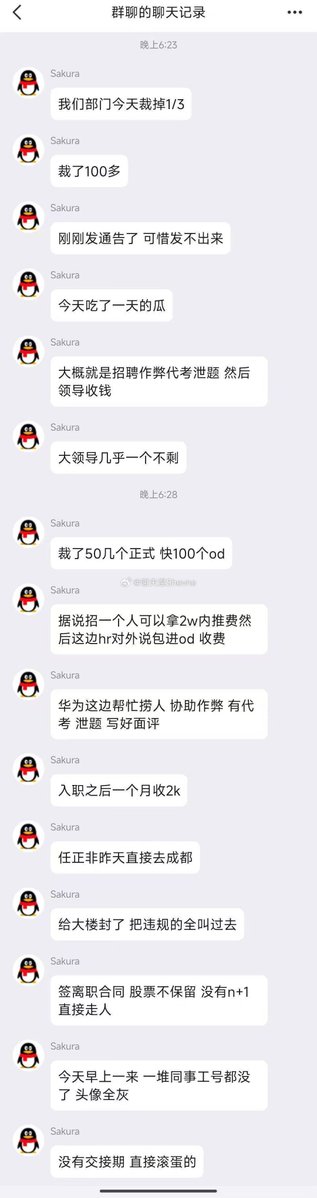 群聊的聊天记录
晚上6:23
Sakura
我们部门今天裁掉1/3
Sakura
裁了100多
Sakura
刚刚发通告了 可惜发不出来
Sakura
今天吃了一天的瓜
Sakura
大概就是招聘作弊代考泄题 然后
领导收钱
Sakura
大领导几乎一个不剩
晚上6:28
Sakura
裁了50几个正式 快100个od
Sakura
据说招一个人可以拿2w内推费然
后这边hr对外说包进od 收费
Sakura
华为这边帮忙捞人 协助作弊 有代
考 泄题 写好面评
Sakura
入职之后一个月收2k
Sakura
任正非昨天直接去成都
Sakura
给大楼封了 把违规的全叫过去
Sakura
签离职合同 股票不保留 没有n+1
直接走人
Sakura
今天早上一来 一堆同事工号都没
了 头像全灰
Sakura
没有交接期 直接滚蛋的